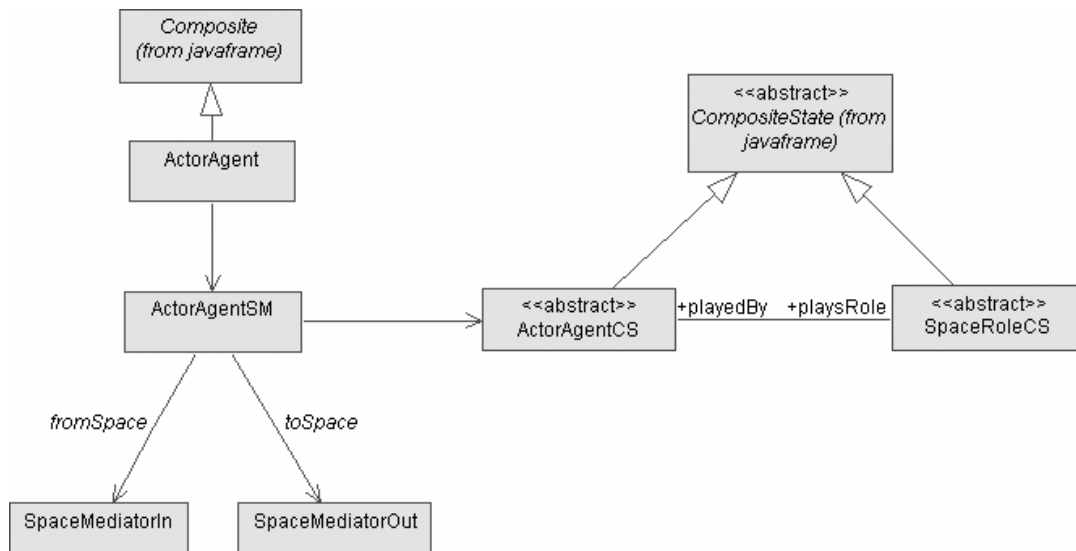 Composite
(from javaframe)
<<abstract>>
CompositeState (from
javaframe)
ActorAgent
ActorAgentSM
<<abstract>>
ActorAgentCS
+playedBy
+playsRole
<<abstract>>
SpaceRoleCS
fromSpace
toSpace
SpaceMediatorIn
SpaceMediatorOut